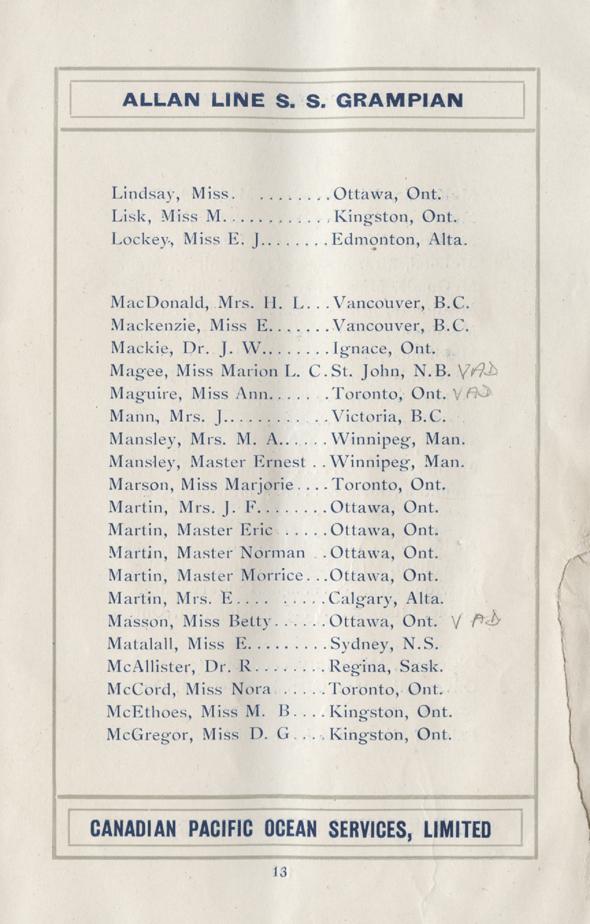 ALLAN LINE S. S. GRAMPIAN
Lindsay, Miss. ........Ottawa, Ont.
Lisk, Miss M............Kingston, Ont.
Lockey, Miss E. J........Edmonton, Alta.
MacDonald, Mrs. H. L...Vancouver, B.C.
Mackenzie, Miss E.......Vancouver, B.C.
Mackie, Dr. J. W........Ignace, Ont.
Magee, Miss Marion L. C.St. John, N.B. VAD
Maguire, Miss Ann......Toronto, Ont. VAD
Mann, Mrs. J...........Victoria, B.C.
Mansley, Mrs. M. A......Winnipeg, Man.
Mansley, Master Ernest ..Winnipeg, Man.
Marson, Miss Marjorie....Toronto, Ont.
Martin, Mrs. J. F........Ottawa, Ont.
Martin, Master Eric .....Ottawa, Ont.
Martin, Master Norman ..Ottawa, Ont.
Martin, Master Morrice...Ottawa, Ont.
Martin, Mrs. E.... .....Calgary, Alta.
Masson, Miss Betty......Ottawa, Ont. VAD
Matalall, Miss E.........Sydney, N.S.
McAllister, Dr. R........Regina, Sask.
McCord, Miss Nora .....Toronto, Ont.
McEthoes, Miss M. B....Kingston, Ont.
McGregor, Miss D. G....Kingston, Ont.
CANADIAN PACIFIC OCEAN SERVICES, LIMITED
13